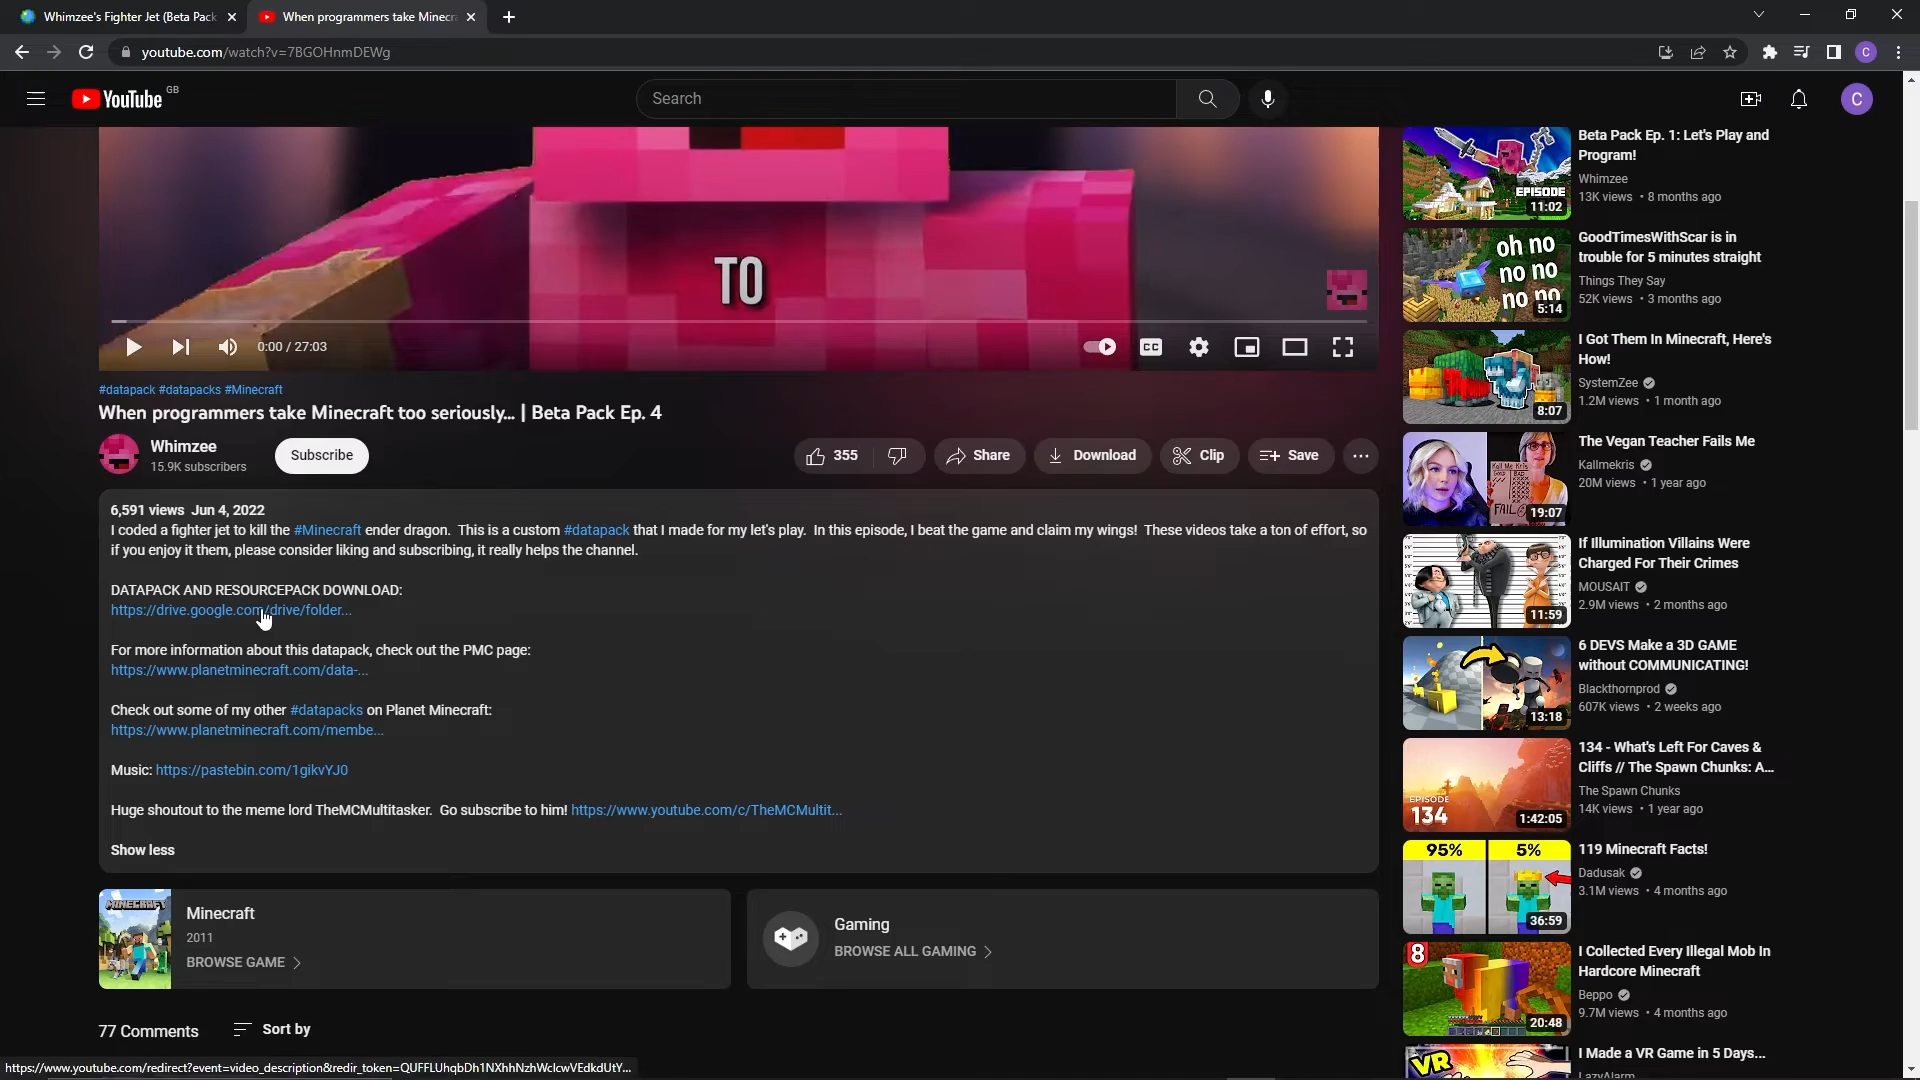 Whimzee's Fighter Jet (Beta Pack
When programmers take Minecra
youtube.com/watch?v=7BGOHnmDEWg
C
YouTube GB
Search
C
TO
0:00 / 27:03
CC
#datapack #datapacks #Minecraft
When programmers take Minecraft too seriously... | Beta Pack Ep. 4
Whimzee
15.9K subscribers
Subscribe
355
Share
Download
Clip
Save
6,591 views Jun 4, 2022
I coded a fighter jet to kill the #Minecraft ender dragon. This is a custom #datapack that I made for my let's play. In this episode, I beat the game and claim my wings! These videos take a ton of effort, so
if you enjoy it them, please consider liking and subscribing, it really helps the channel.
DATAPACK AND RESOURCEPACK DOWNLOAD:
https://drive.google.com/drive/folder...
For more information about this datapack, check out the PMC page:
https://www.planetminecraft.com/data-...
Check out some of my other #datapacks on Planet Minecraft:
https://www.planetminecraft.com/membe...
Music: https://pastebin.com/1gikvYJ0
Huge shoutout to the meme lord TheMCMultitasker. Go subscribe to him! https://www.youtube.com/c/TheMCMultit...
Show less
MINECRAFT
Minecraft
2011
BROWSE GAME
Gaming
BROWSE ALL GAMING
77 Comments
Sort by
https://www.youtube.com/redirect?event=video_description&redir_token=QUFFLUhqbDh1NXhhNzhWclcwVEdkdUtY...
EPISODE
11:02
Beta Pack Ep. 1: Let's Play and
Program!
Whimzee
13K views • 8 months ago
oh no
no no
no no
5:14
GoodTimesWithScar is in
trouble for 5 minutes straight
Things They Say
52K views • 3 months ago
8:07
I Got Them In Minecraft, Here's
How!
SystemZee
1.2M views • 1 month ago
19:07
The Vegan Teacher Fails Me
Kallmekris
20M views • 1 year ago
11:59
If Illumination Villains Were
Charged For Their Crimes
MOUSAIT
2.9M views • 2 months ago
13:18
6 DEVS Make a 3D GAME
without COMMUNICATING!
Blackthornprod
607K views • 2 weeks ago
EPISODE
134
1:42:05
134 - What's Left For Caves &
Cliffs // The Spawn Chunks: A...
The Spawn Chunks
14K views • 1 year ago
95% 5%
36:59
119 Minecraft Facts!
Dadusak
3.1M views • 4 months ago
8
20:48
I Collected Every Illegal Mob In
Hardcore Minecraft
Beppo
9.7M views • 4 months ago
VR
I Made a VR Game in 5 Days...
LazyAlarm